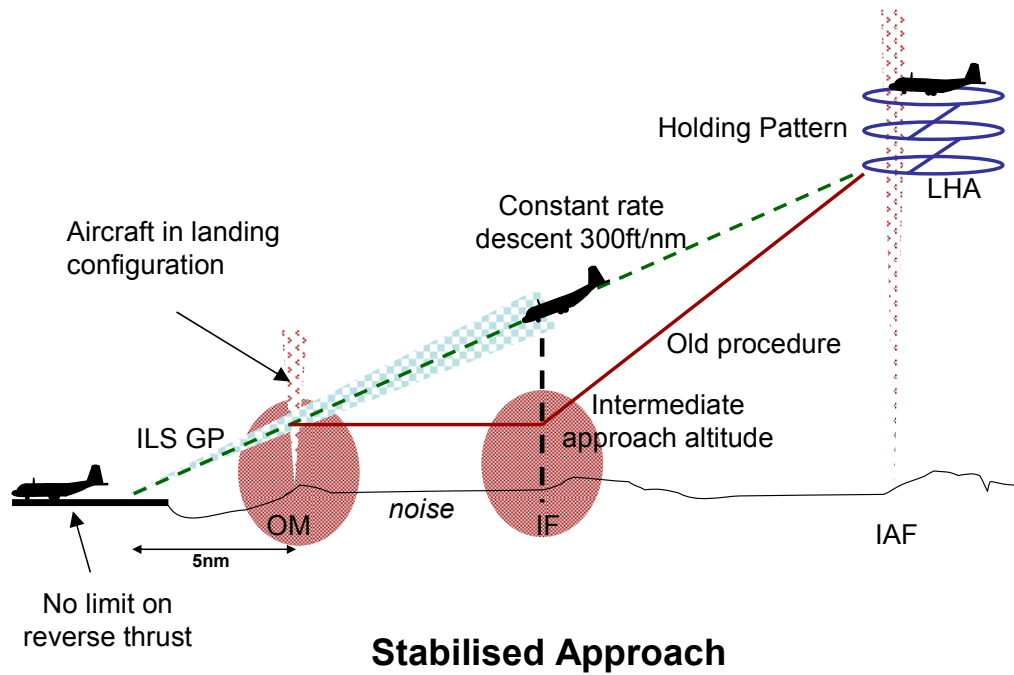 Holding Pattern
LHA
Constant rate
descent 300ft/nm
Aircraft in landing
configuration
Old procedure
Intermediate
approach altitude
ILS GP
noise
OM
IF
IAF
5nm
No limit on
reverse thrust
Stabilised Approach